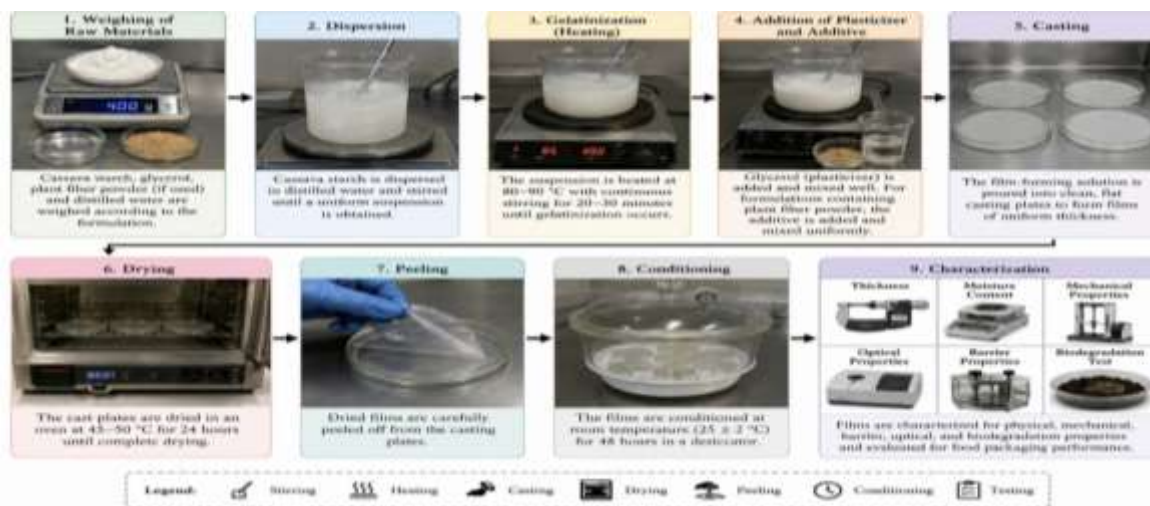 1. Weighing of
Raw Materials
Cassava starch, glycerol,
plant fiber powder (if used)
and distilled water are
weighed according to the
formulation.
2. Dispersion
Cassava starch is dispersed
in distilled water and stirred
until a uniform suspension
is obtained.
3. Gelatinization
(Heating)
The suspension is heated at
80–90 °C with continuous
stirring for 20–30 minutes
until gelatinization occurs.
4. Addition of Plasticizer
and Additive
Glycerol (plasticizer) is
added and mixed well. For
formulations containing
plant fiber powder, the
additive is added and
mixed uniformly.
5. Casting
The film-forming solution is
poured into clean, flat
casting plates to form films
of uniform thickness.
6. Drying
The cast plates are dried in an
oven at 45–50 °C for 24 hours
until complete drying.
7. Peeling
Dried films are carefully
peeled off from the casting
plates.
8. Conditioning
The films are conditioned at
room temperature (25 ± 2 °C)
for 48 hours in a desiccator.
9. Characterization
Thickness
Moisture
Content
Mechanical
Properties
Optical
Properties
Barrier
Properties
Biodegradation
Test
Films are characterized for physical, mechanical,
barrier, optical, and biodegradation properties
and evaluated for food packaging performance.
Legend:
Stirring
Heating
Casting
Drying
Peeling
Conditioning
Testing